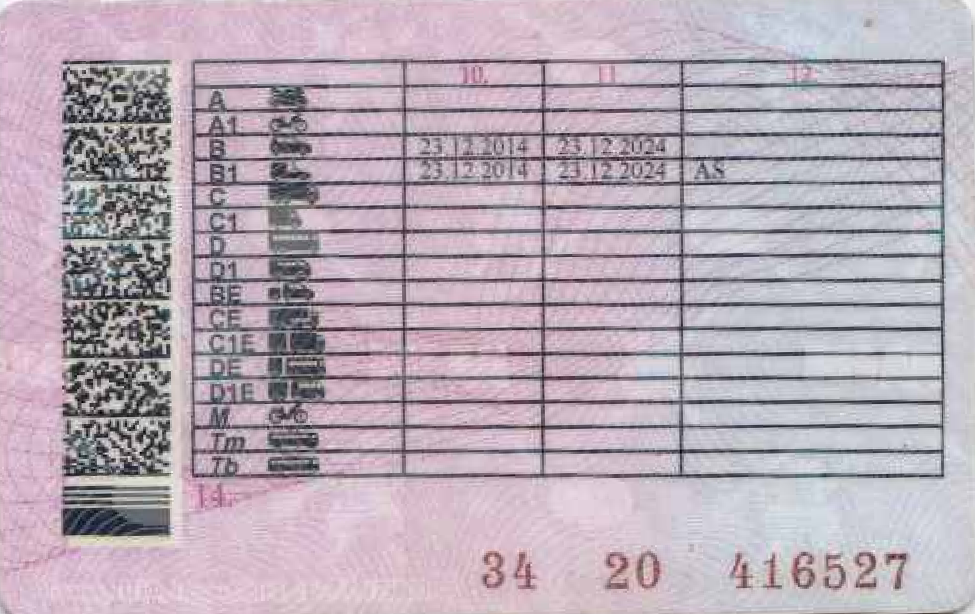 10. 11. 12.
A
A1
B 23.12.2014 23.12.2024
B1 23.12.2014 23.12.2024 AS
C
C1
D
D1
BE
CE
C1E
DE
D1E
M
Tm
Tb
14.
34 20 416527